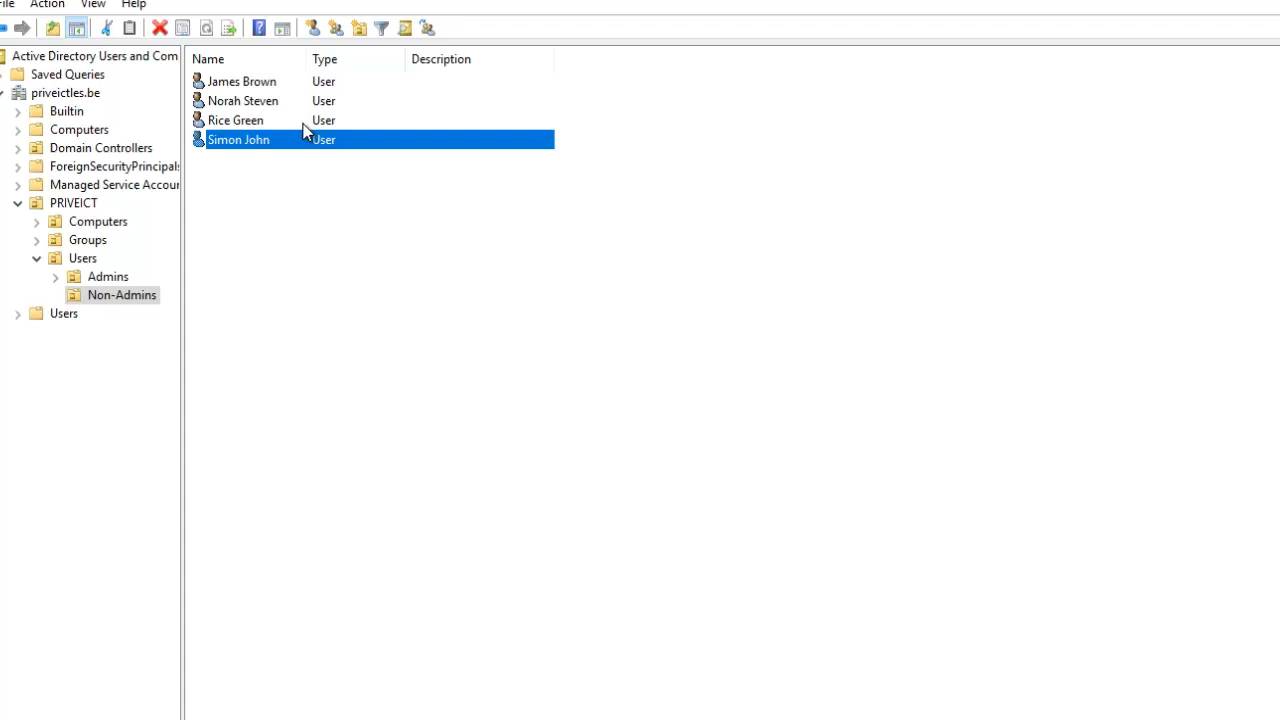 File Action View Help
Active Directory Users and Com
Saved Queries
priveictles.be
Builtin
Computers
Domain Controllers
ForeignSecurityPrincipals
Managed Service Accour
PRIVEICT
Computers
Groups
Users
Admins
Non-Admins
Users
Name Type Description
James Brown User
Norah Steven User
Rice Green User
Simon John User